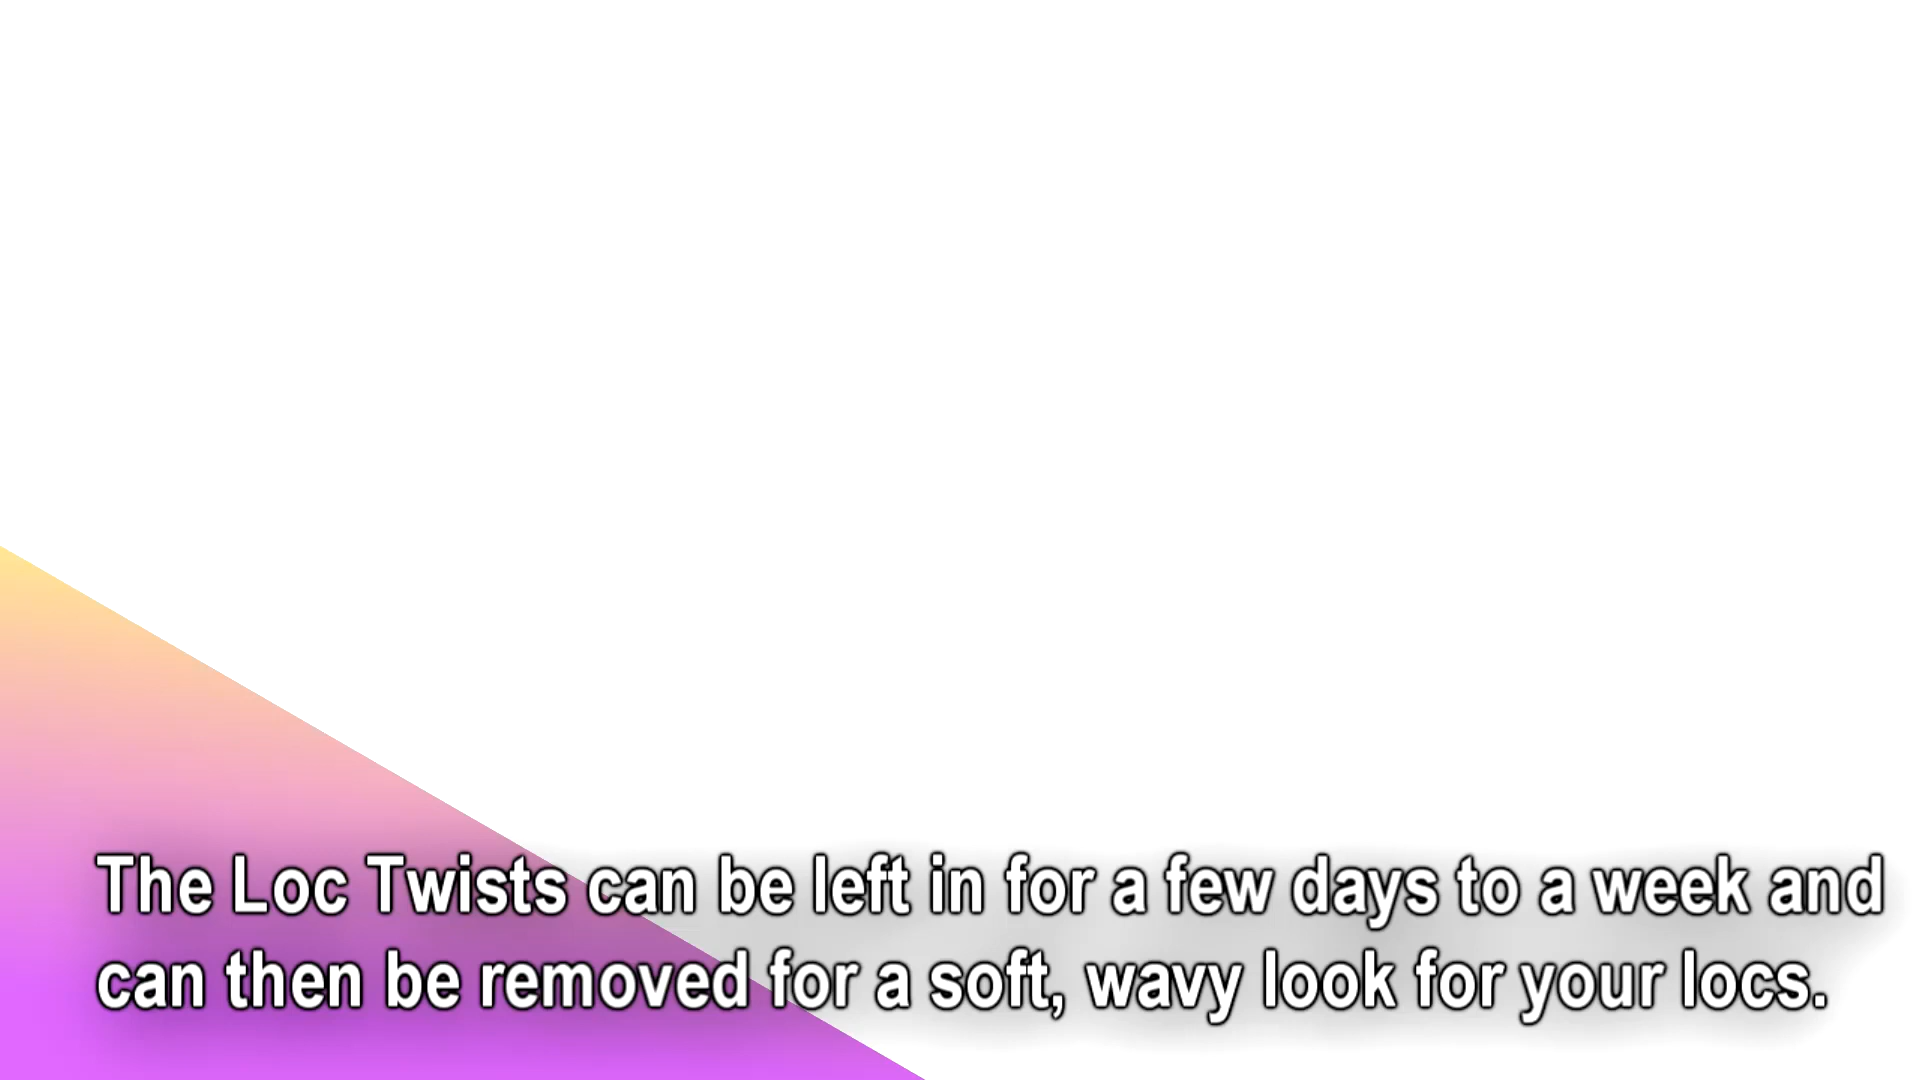 The Loc Twists can be left in for a few days to a week and
can then be removed for a soft, wavy look for your locs.